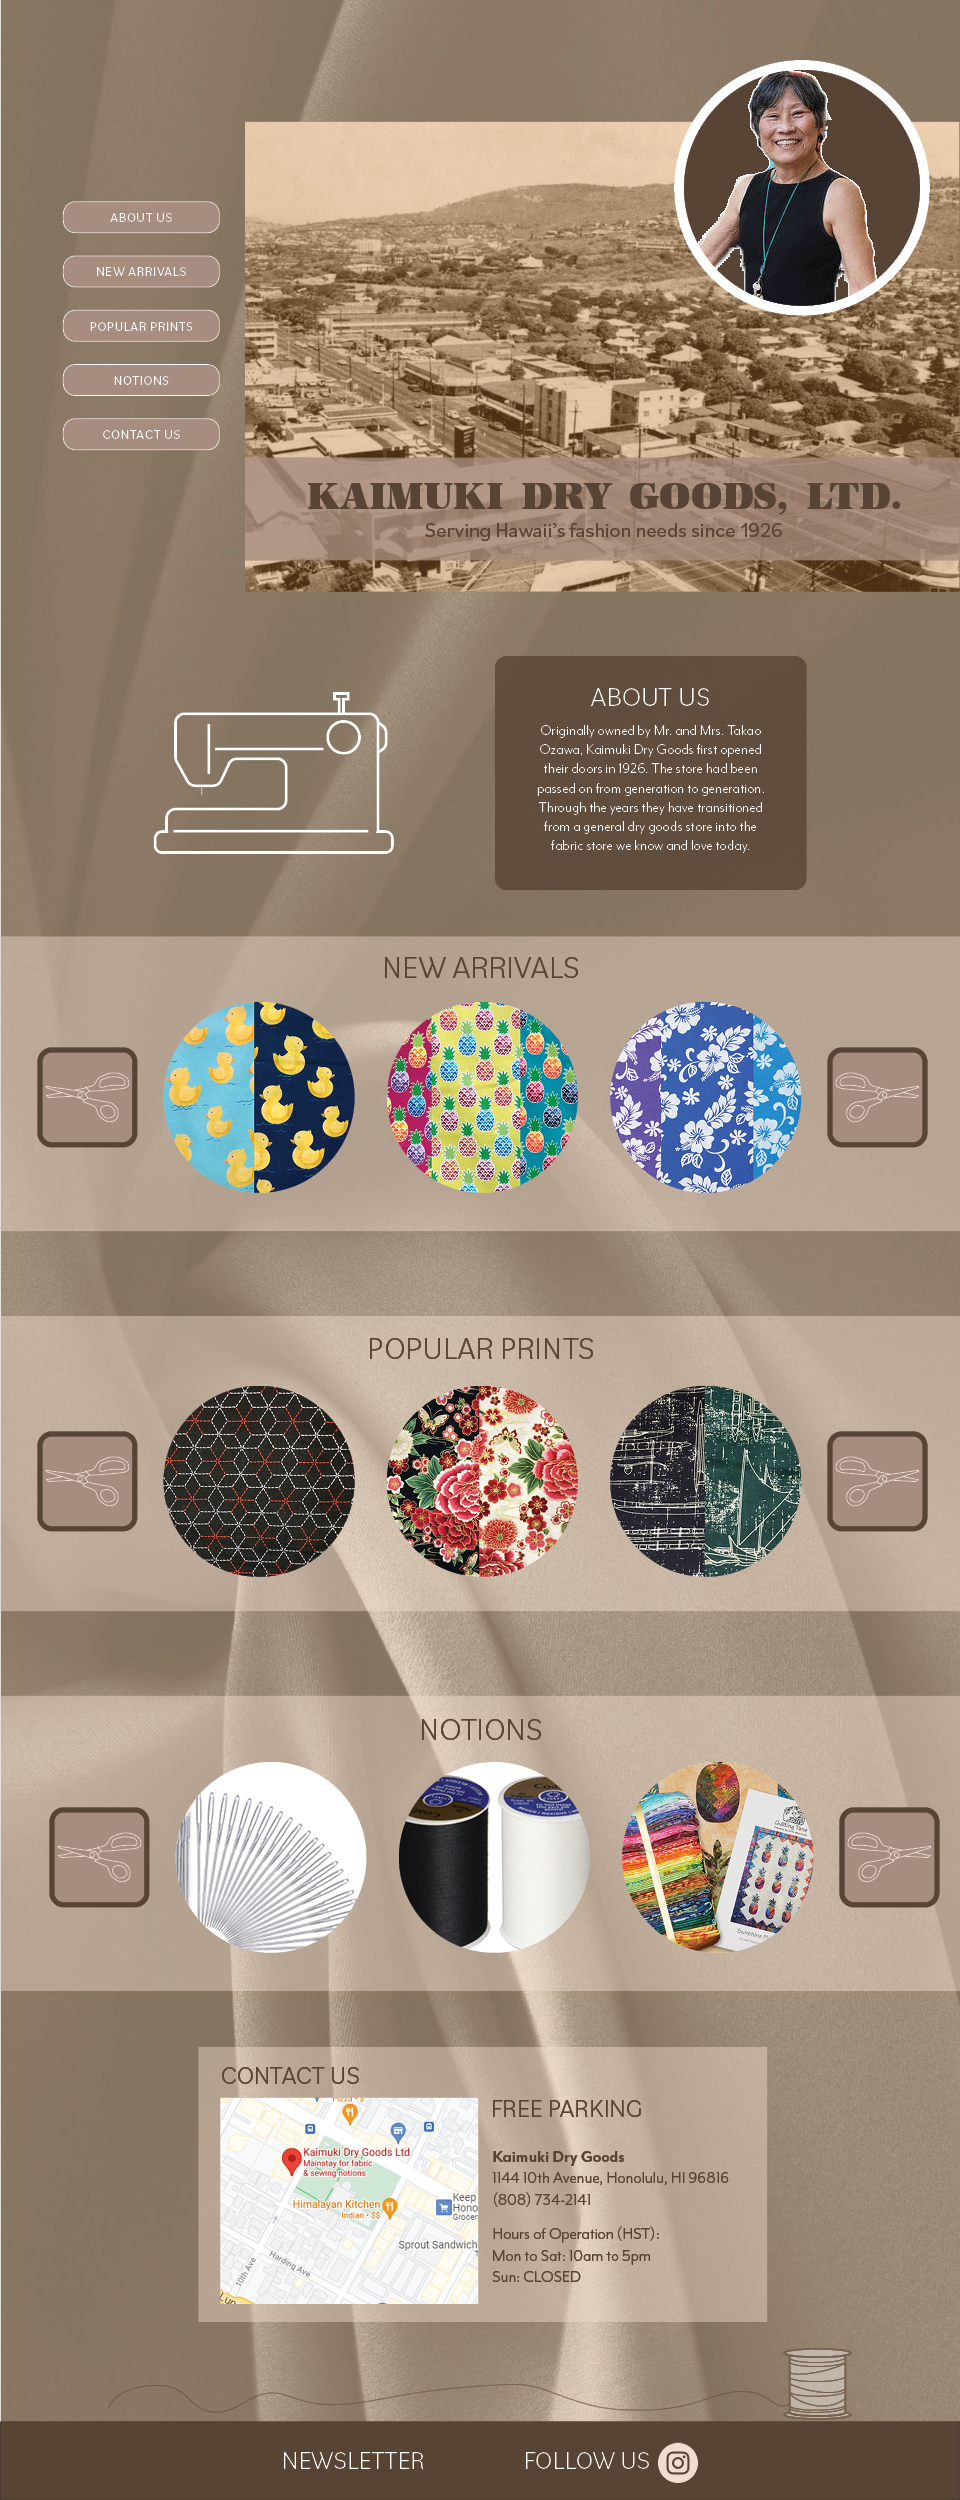 ABOUT US
NEW ARRIVALS
POPULAR PRINTS
NOTIONS
CONTACT US
KAIMUKI DRY GOODS, LTD.
Serving Hawaii's fashion needs since 1926
ABOUT US
Originally owned by Mr. and Mrs. Takao
Ozawa, Kaimuki Dry Goods first opened
their doors in 1926. The store had been
passed on from generation to generation.
Through the years they have transitioned
from a general dry goods store into the
fabric store we know and love today.
NEW ARRIVALS
POPULAR PRINTS
NOTIONS
Coat
Quilting Time
Something
CONTACT US
Pizza • $
Kaimuki Dry Goods Ltd
Mainstay for fabric
& sewing notions
Himalayan Kitchen
Indian • $$
Keep
Hono
Grocer
Sprout Sandwich
Harding Ave
10th Ave
FREE PARKING
Kaimuki Dry Goods
1144 10th Avenue, Honolulu, HI 96816
(808) 734-2141
Hours of Operation (HST):
Mon to Sat: 10am to 5pm
Sun: CLOSED
NEWSLETTER
FOLLOW US